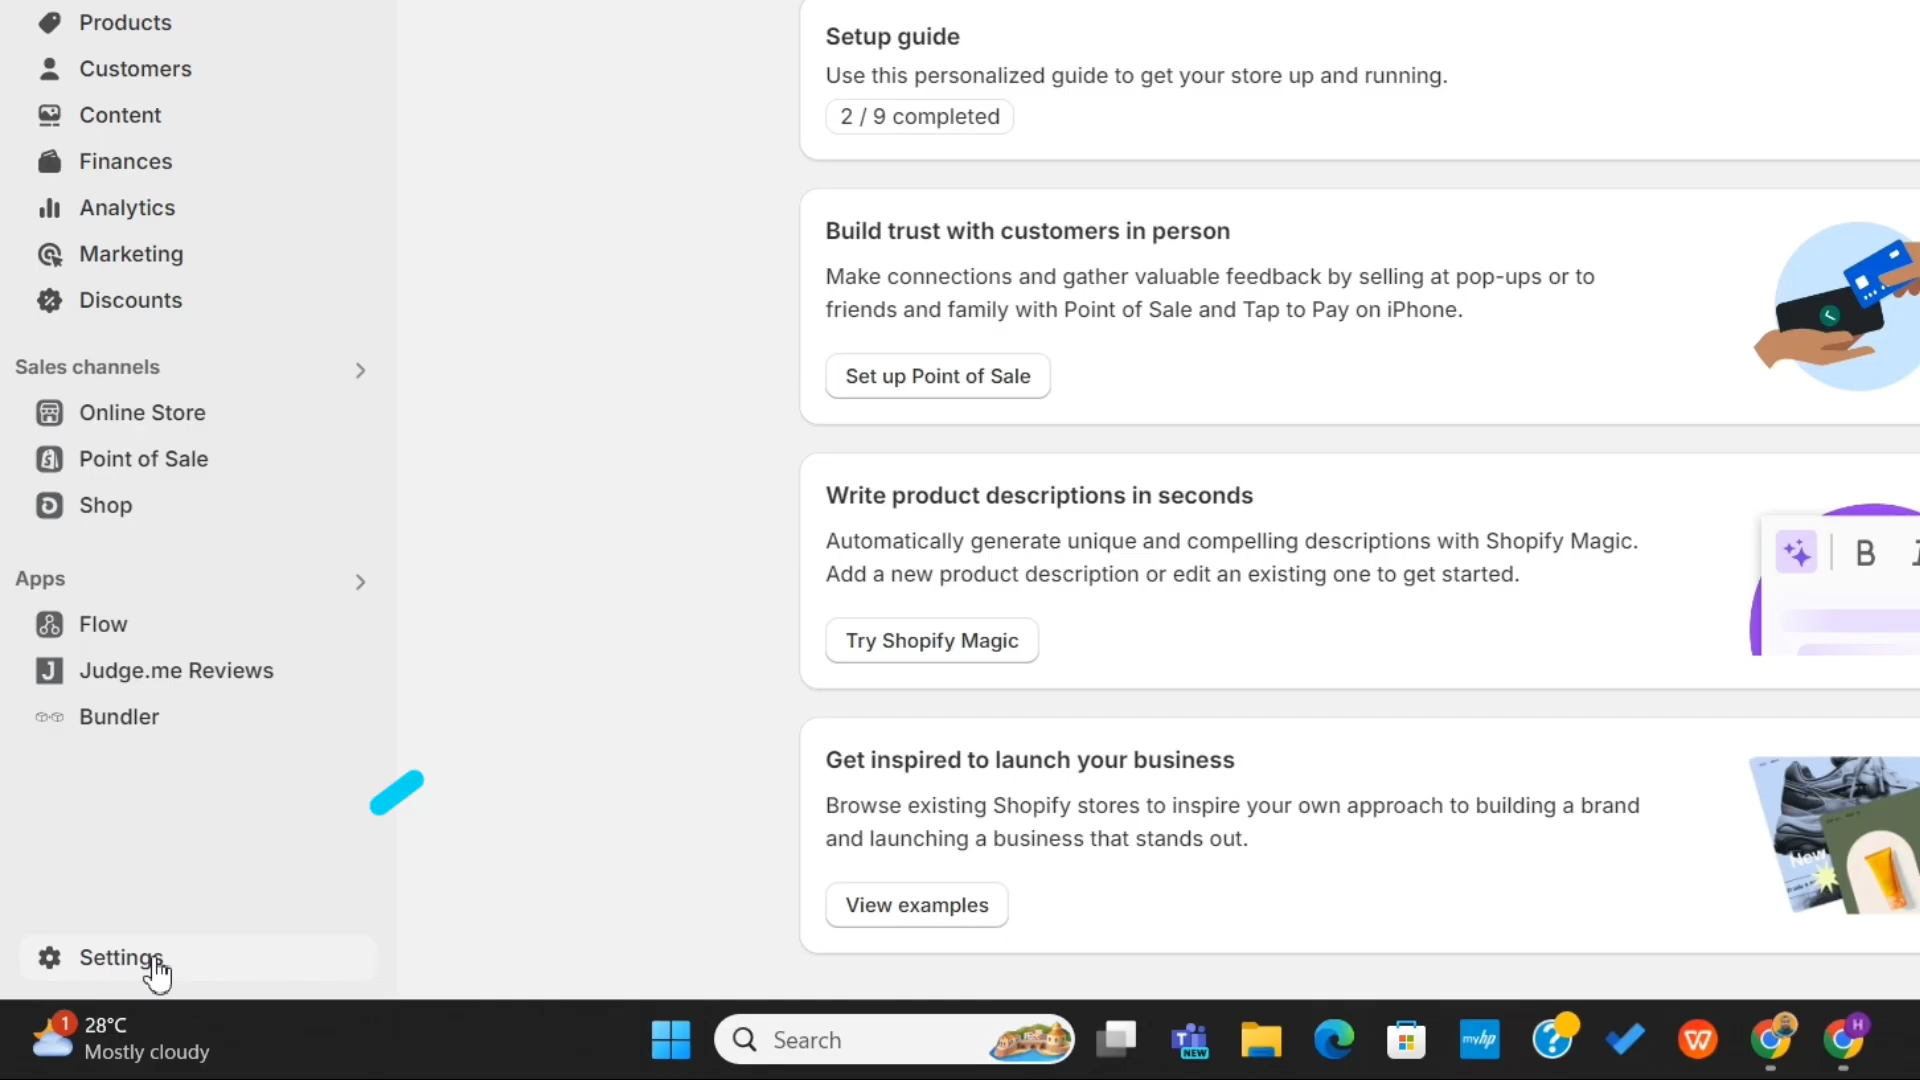 Products
Customers
Content
Finances
Analytics
Marketing
Discounts
Sales channels
Online Store
Point of Sale
Shop
Apps
Flow
Judge.me Reviews
Bundler
Settings
Setup guide
Use this personalized guide to get your store up and running.
2 / 9 completed
Build trust with customers in person
Make connections and gather valuable feedback by selling at pop-ups or to
friends and family with Point of Sale and Tap to Pay on iPhone.
Set up Point of Sale
Write product descriptions in seconds
Automatically generate unique and compelling descriptions with Shopify Magic.
Add a new product description or edit an existing one to get started.
Try Shopify Magic
B I
Get inspired to launch your business
Browse existing Shopify stores to inspire your own approach to building a brand
and launching a business that stands out.
View examples
New
1
28°C
Mostly cloudy
Search
T
NEW
myhp
?
W
H